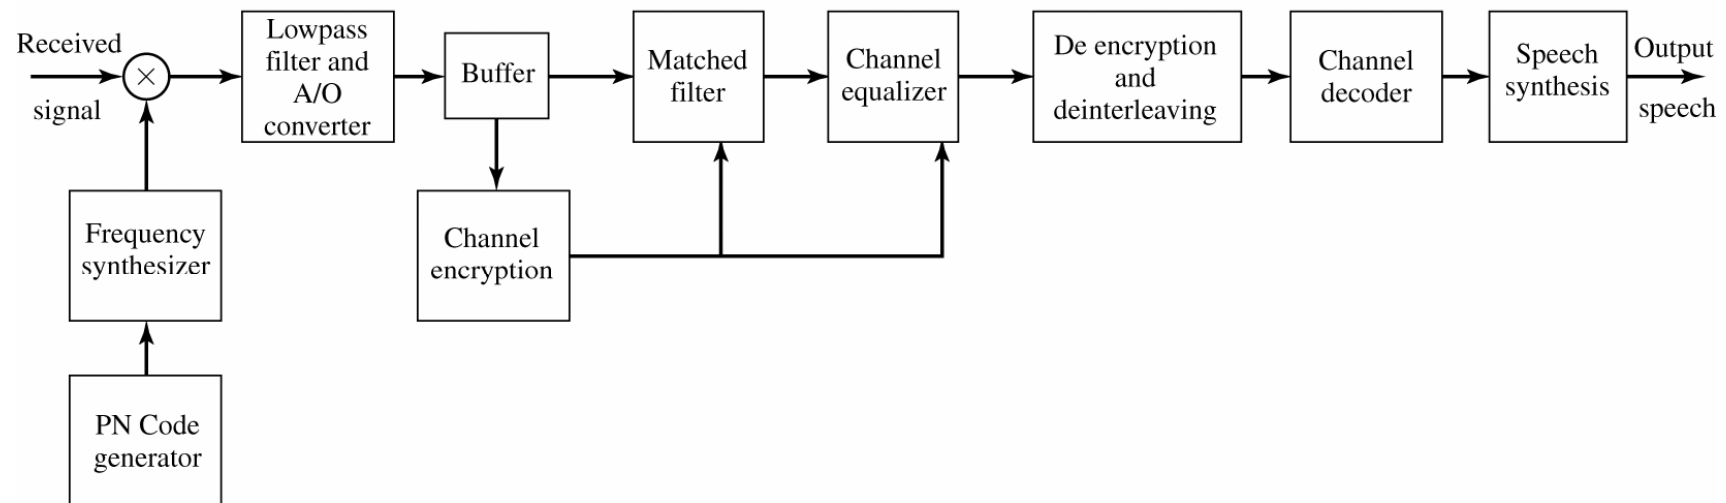 Received
signal
×
Lowpass
filter and
A/O
converter
Buffer
Matched
filter
Channel
equalizer
De encryption
and
deinterleaving
Channel
decoder
Speech
synthesis
Output
speech
Frequency
synthesizer
Channel
encryption
PN Code
generator